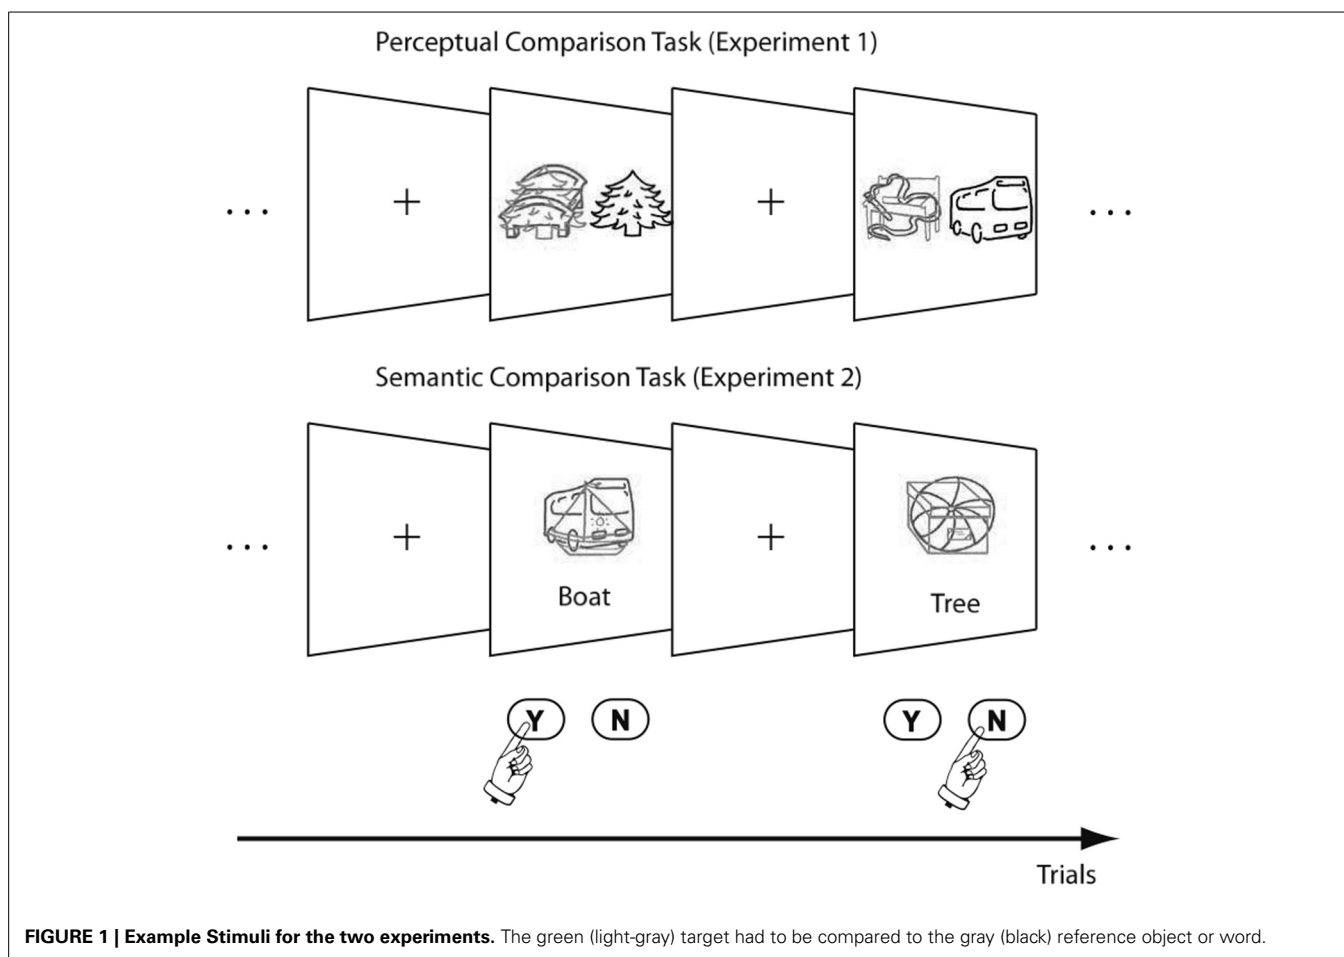 Perceptual Comparison Task (Experiment 1)
... + + ...
Semantic Comparison Task (Experiment 2)
... + + ...
Boat Tree
Y N Y N
Trials
FIGURE 1 | Example Stimuli for the two experiments. The green (light-gray) target had to be compared to the gray (black) reference object or word.